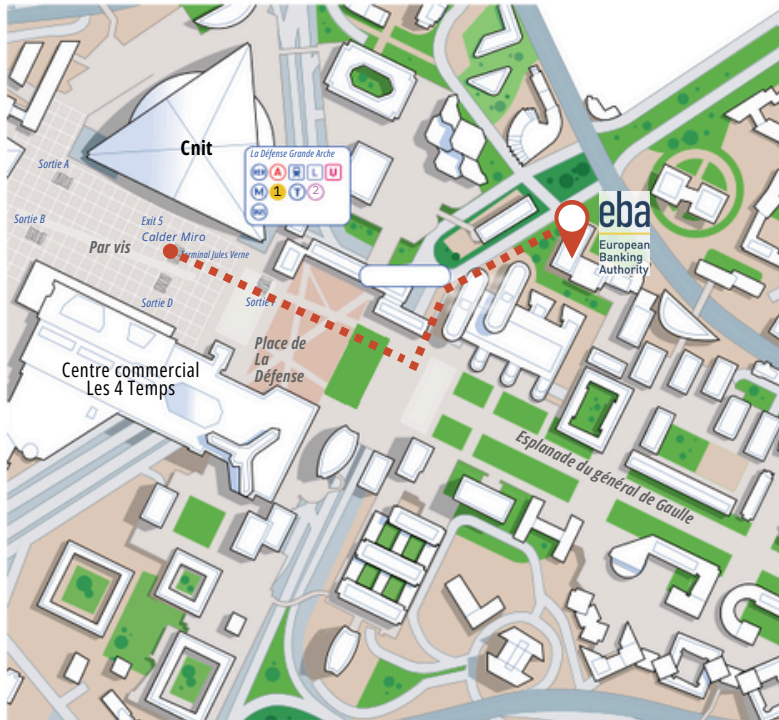 Cnit
La Défense Grande Arche
RER A L U
M 1 T 2
BUS
Sortie A
Sortie B
Exit 5
Calder Miro
Terminal Jules Verne
Par vis
Sortie D
Sortie
eba
European
Banking
Authority
Place de
La
Défense
Centre commercial
Les 4 Temps
Esplanade du général de Gaulle